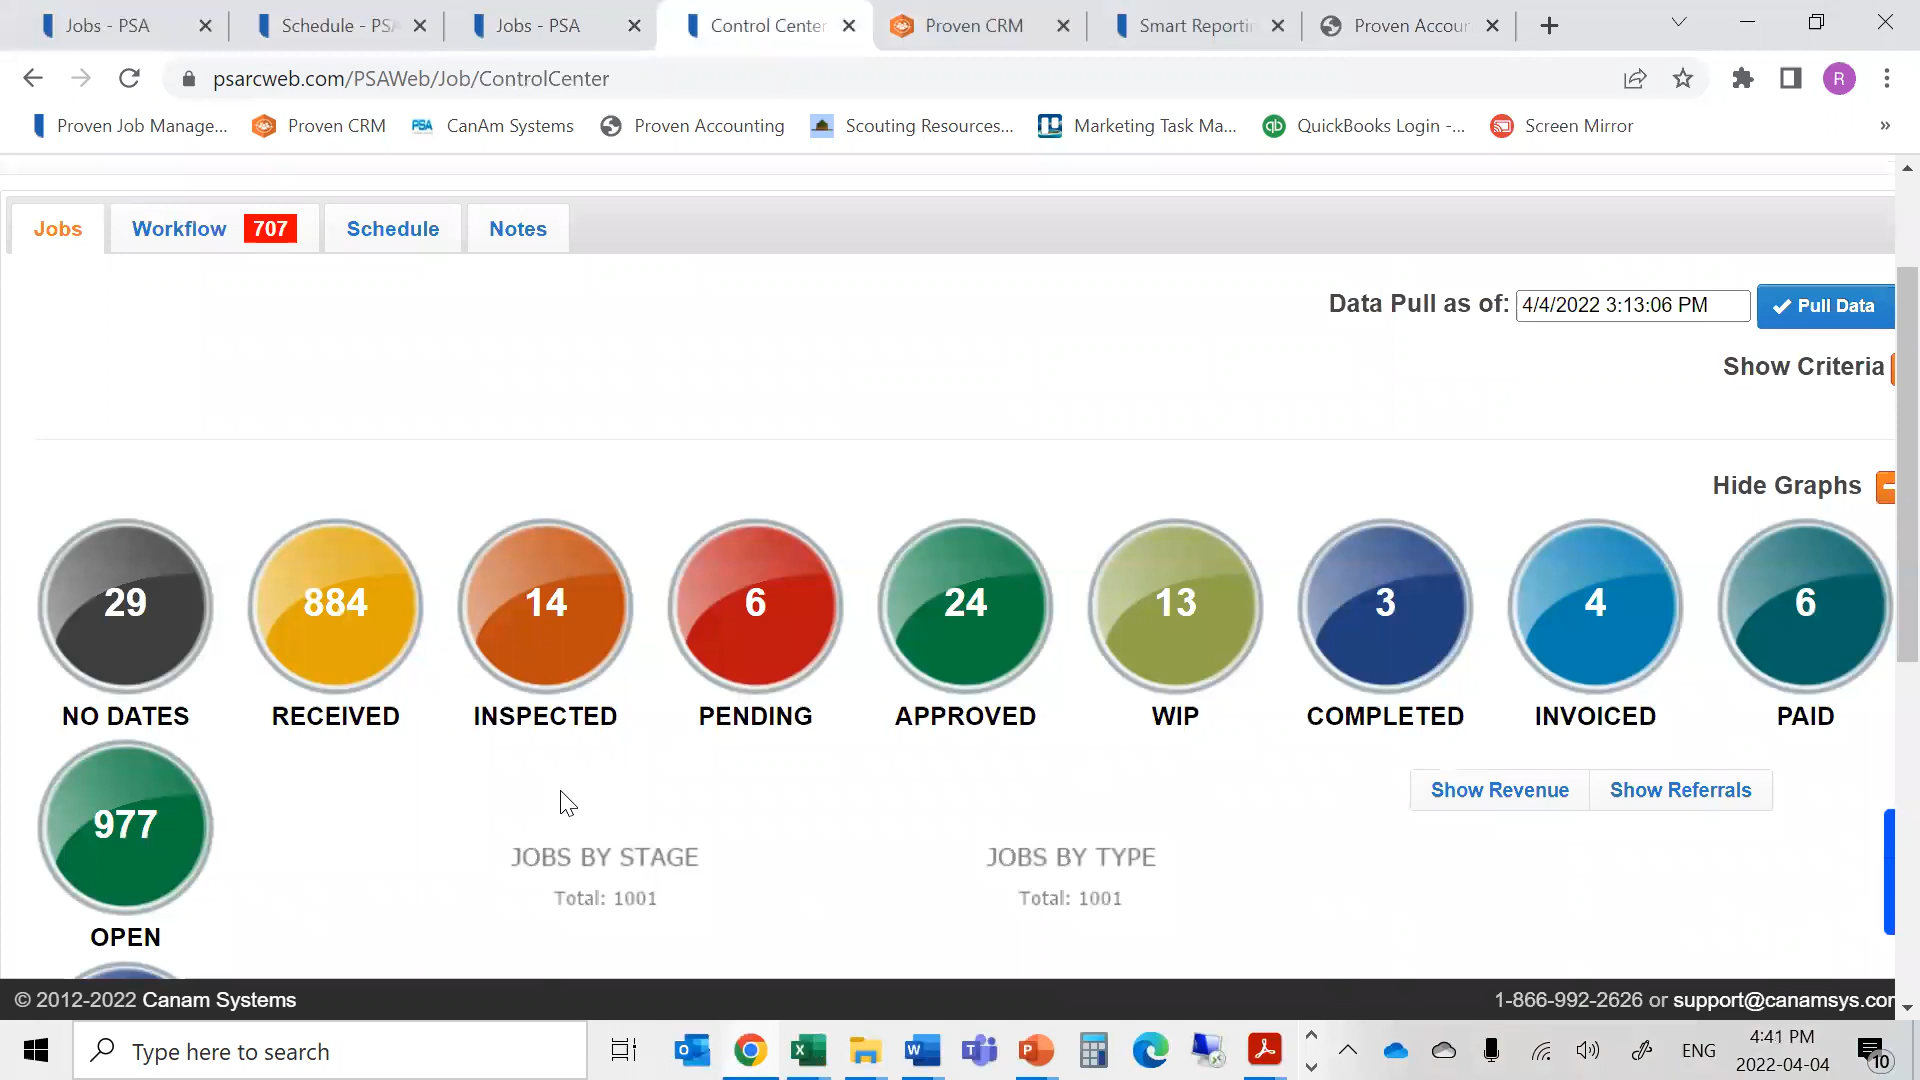 Jobs - PSA
Schedule - PSA
Jobs - PSA
Control Center
Proven CRM
Smart Reportin
Proven Accour
psarcweb.com/PSAWeb/Job/ControlCenter
R
Proven Job Manage...
Proven CRM
PSA CanAm Systems
Proven Accounting
Scouting Resources...
Marketing Task Ma...
qb QuickBooks Login -...
Screen Mirror
»
Jobs
Workflow 707
Schedule
Notes
Data Pull as of: 4/4/2022 3:13:06 PM Pull Data
Show Criteria
Hide Graphs
29 884 14 6 24 13 3 4 6
NO DATES RECEIVED INSPECTED PENDING APPROVED WIP COMPLETED INVOICED PAID
Show Revenue Show Referrals
977
OPEN
JOBS BY STAGE
Total: 1001
JOBS BY TYPE
Total: 1001
© 2012-2022 Canam Systems
1-866-992-2626 or support@canamsys.com
Type here to search
ENG
4:41 PM
2022-04-04
10